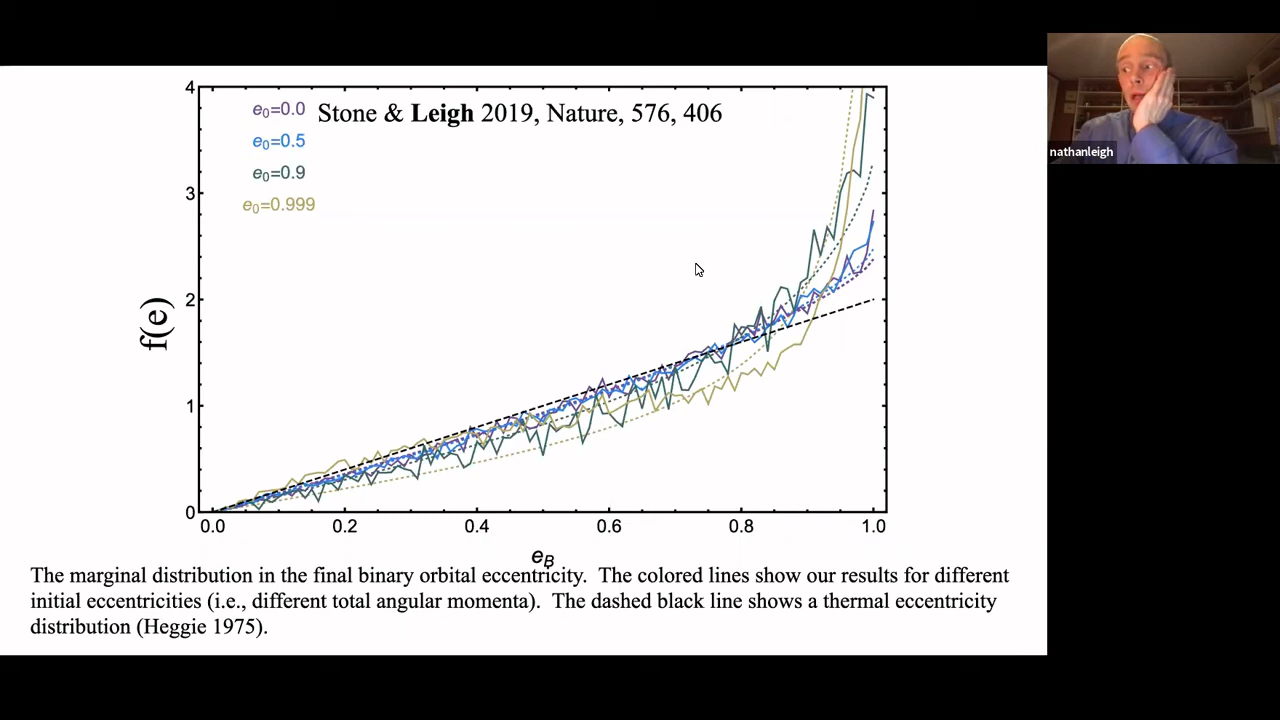 4
e0=0.0
Stone & Leigh 2019, Nature, 576, 406
e0=0.5
e0=0.9
e0=0.999
3
2
1
0
f(e)
0.0 0.2 0.4 0.6 0.8 1.0
eB
The marginal distribution in the final binary orbital eccentricity. The colored lines show our results for different
initial eccentricities (i.e., different total angular momenta). The dashed black line shows a thermal eccentricity
distribution (Heggie 1975).
nathanleigh